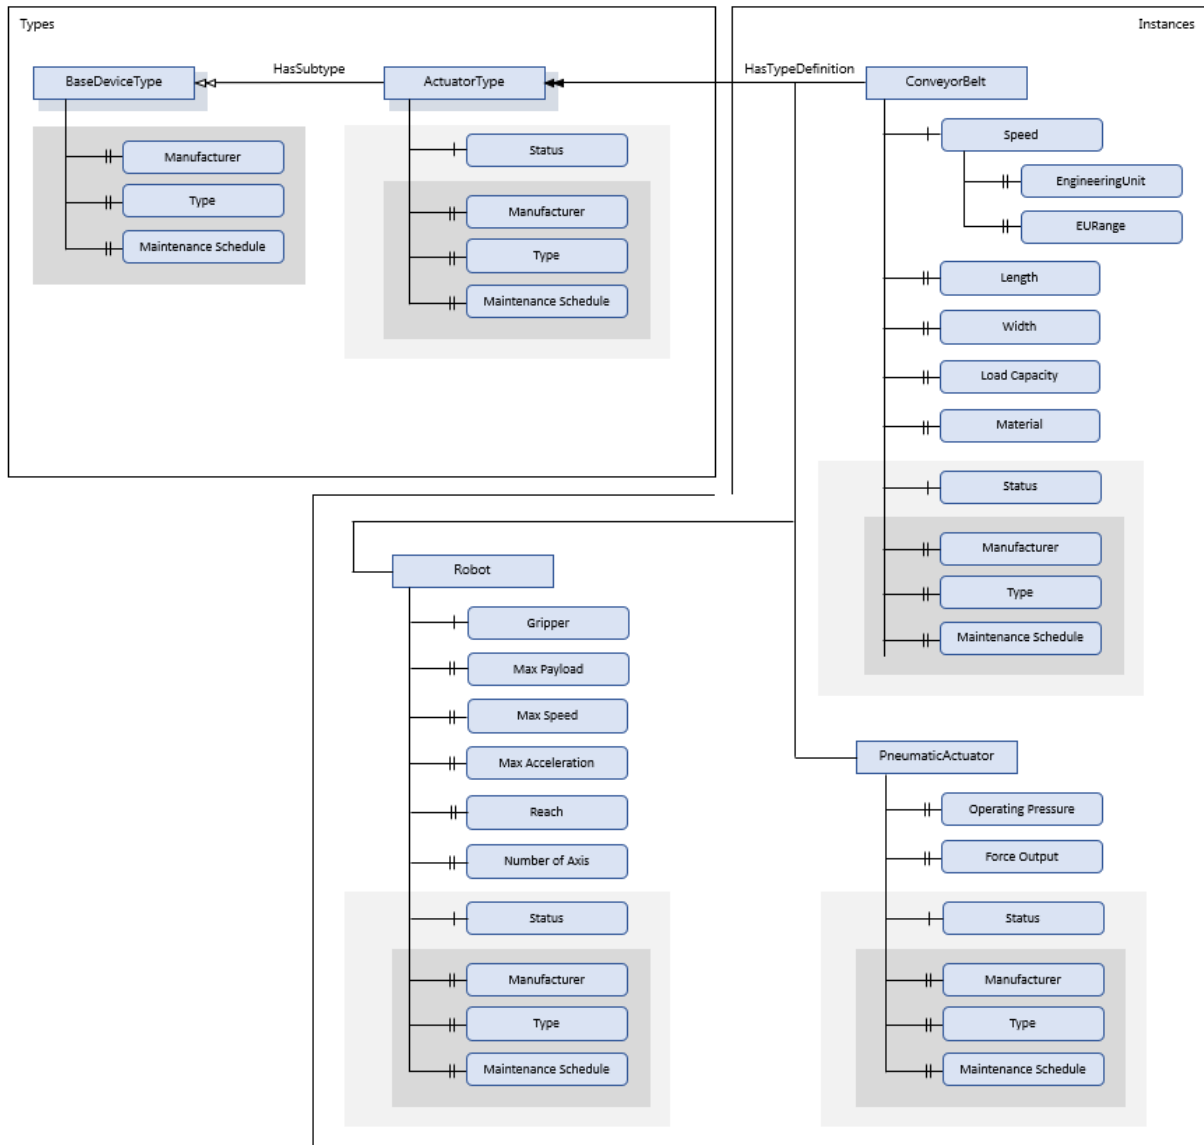 Types
Instances
BaseDeviceType
HasSubtype
ActuatorType
HasTypeDefinition
ConveyorBelt
Manufacturer
Type
Maintenance Schedule
Status
Manufacturer
Type
Maintenance Schedule
Speed
EngineeringUnit
EURange
Length
Width
Load Capacity
Material
Status
Manufacturer
Type
Maintenance Schedule
Robot
Gripper
Max Payload
Max Speed
Max Acceleration
Reach
Number of Axis
Status
Manufacturer
Type
Maintenance Schedule
PneumaticActuator
Operating Pressure
Force Output
Status
Manufacturer
Type
Maintenance Schedule